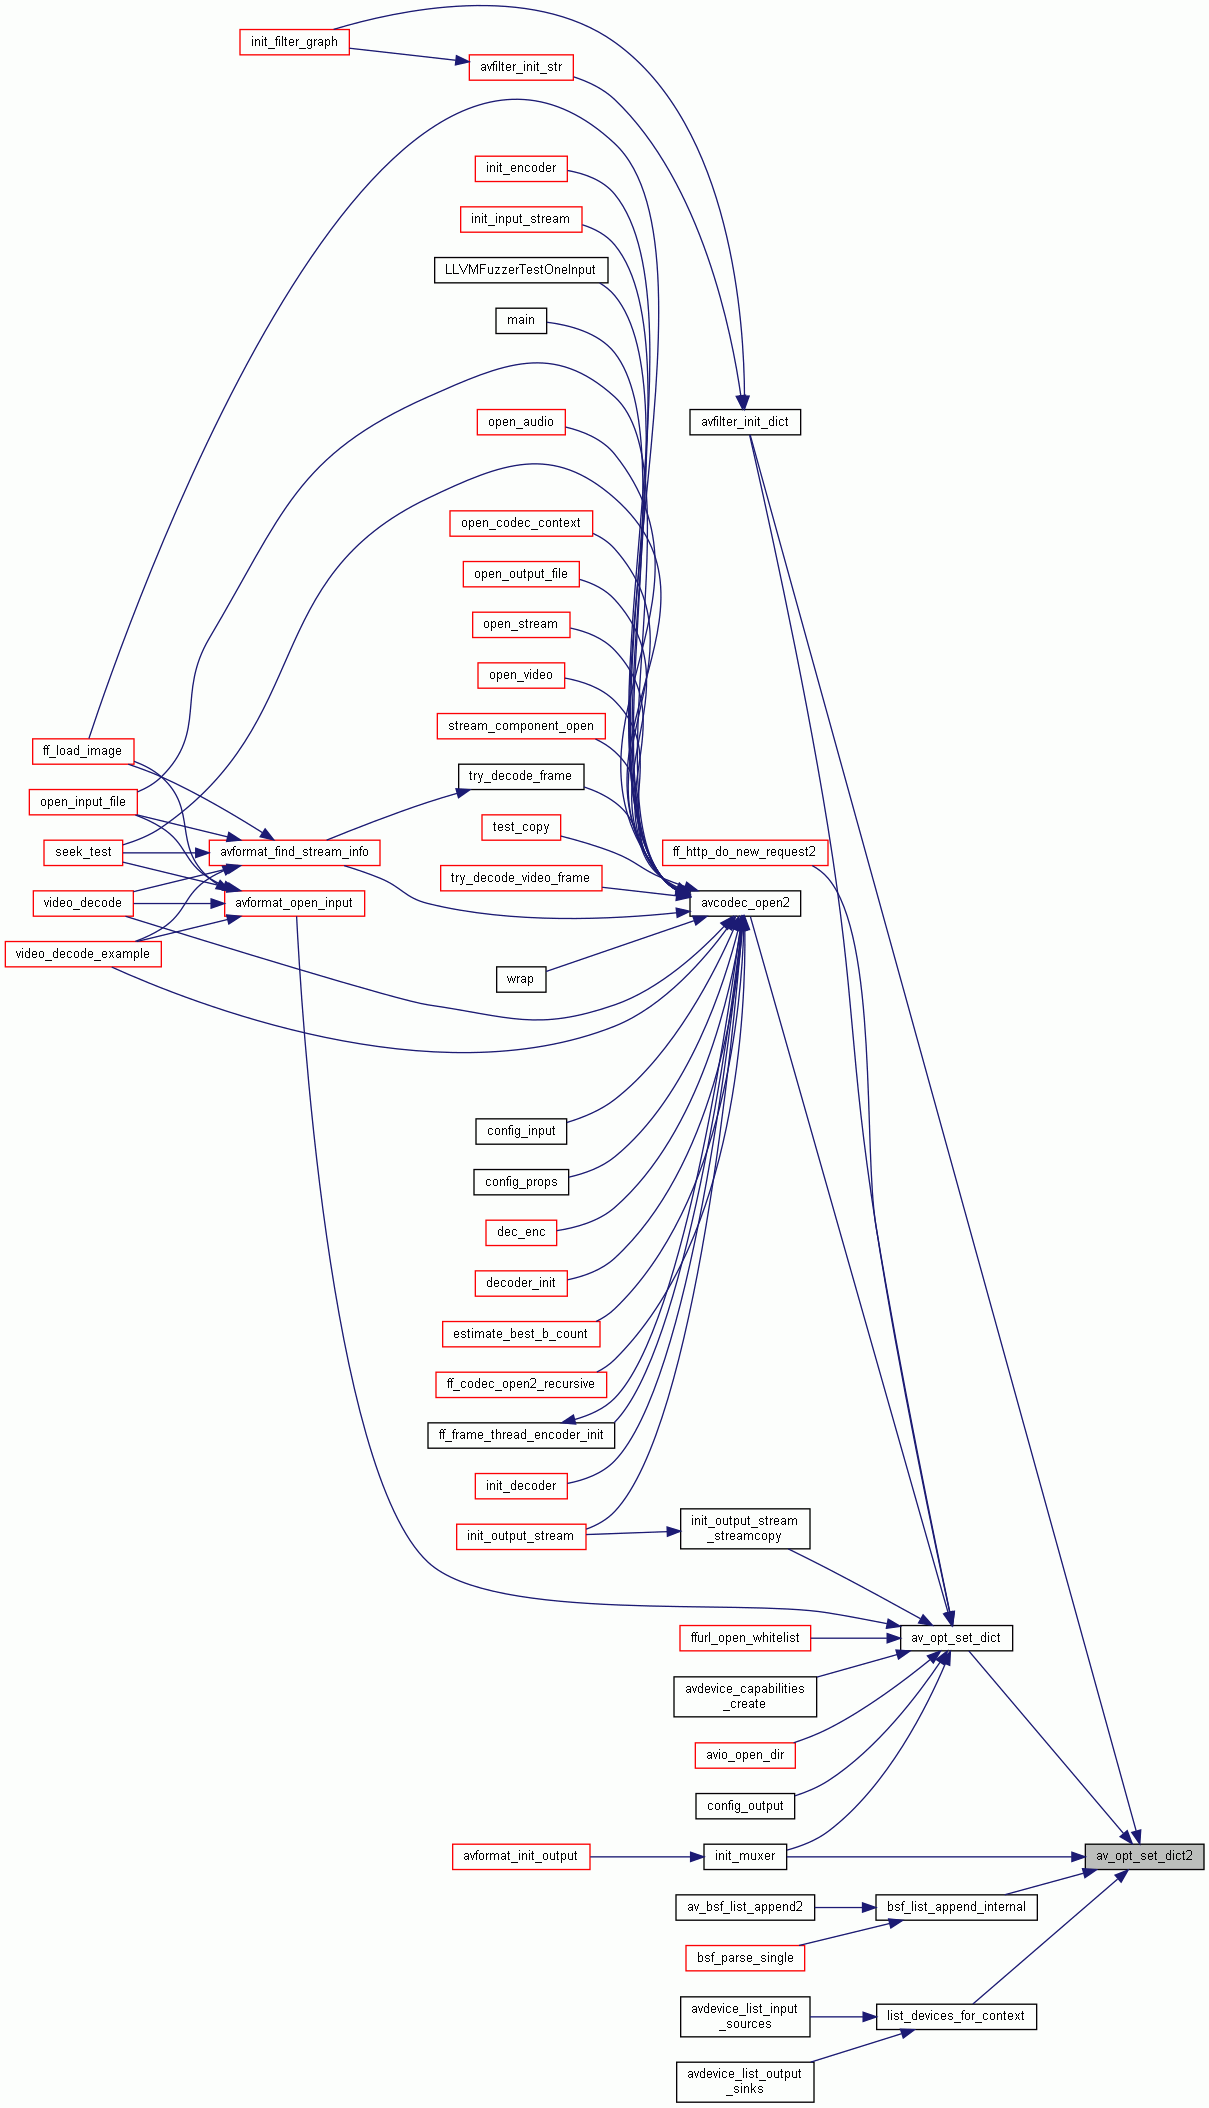 init_filter_graph
avfilter_init_str
init_encoder
init_input_stream
LLVMFuzzerTestOneInput
main
avfilter_init_dict
open_audio
open_codec_context
open_output_file
open_stream
open_video
stream_component_open
ff_load_image
try_decode_frame
open_input_file
test_copy
seek_test
avformat_find_stream_info
ff_http_do_new_request2
try_decode_video_frame
video_decode
avformat_open_input
avcodec_open2
video_decode_example
wrap
config_input
config_props
dec_enc
decoder_init
estimate_best_b_count
ff_codec_open2_recursive
ff_frame_thread_encoder_init
init_decoder
init_output_stream
init_output_stream
_streamcopy
ffurl_open_whitelist
av_opt_set_dict
avdevice_capabilities
_create
avio_open_dir
config_output
avformat_init_output
init_muxer
av_opt_set_dict2
av_bsf_list_append2
bsf_list_append_internal
bsf_parse_single
avdevice_list_input
_sources
list_devices_for_context
avdevice_list_output
_sinks